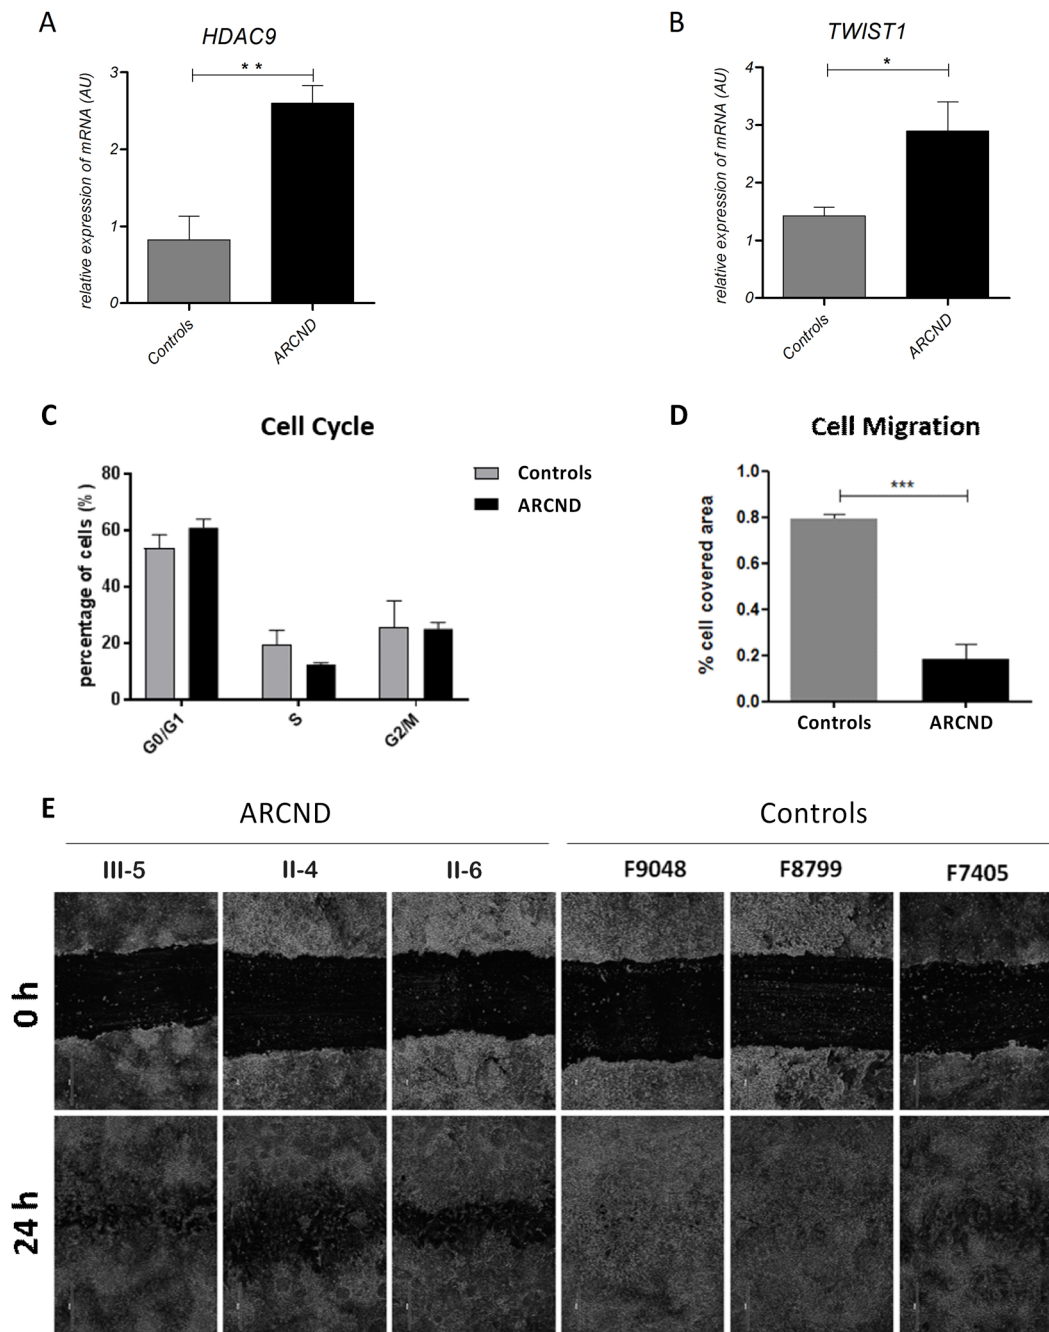 A
HDAC9
* *
relative expression of mRNA (AU)
3
2
1
0
Controls
ARCND
B
TWIST1
*
relative expression of mRNA (AU)
4
3
2
1
0
Controls
ARCND
C
Cell Cycle
percentage of cells (%)
80
60
40
20
0
G0/G1
S
G2/M
Controls
ARCND
D
Cell Migration
***
% cell covered area
1.0
0.8
0.6
0.4
0.2
0.0
Controls
ARCND
E
ARCND
Controls
III-5
II-4
II-6
F9048
F8799
F7405
0 h
24 h